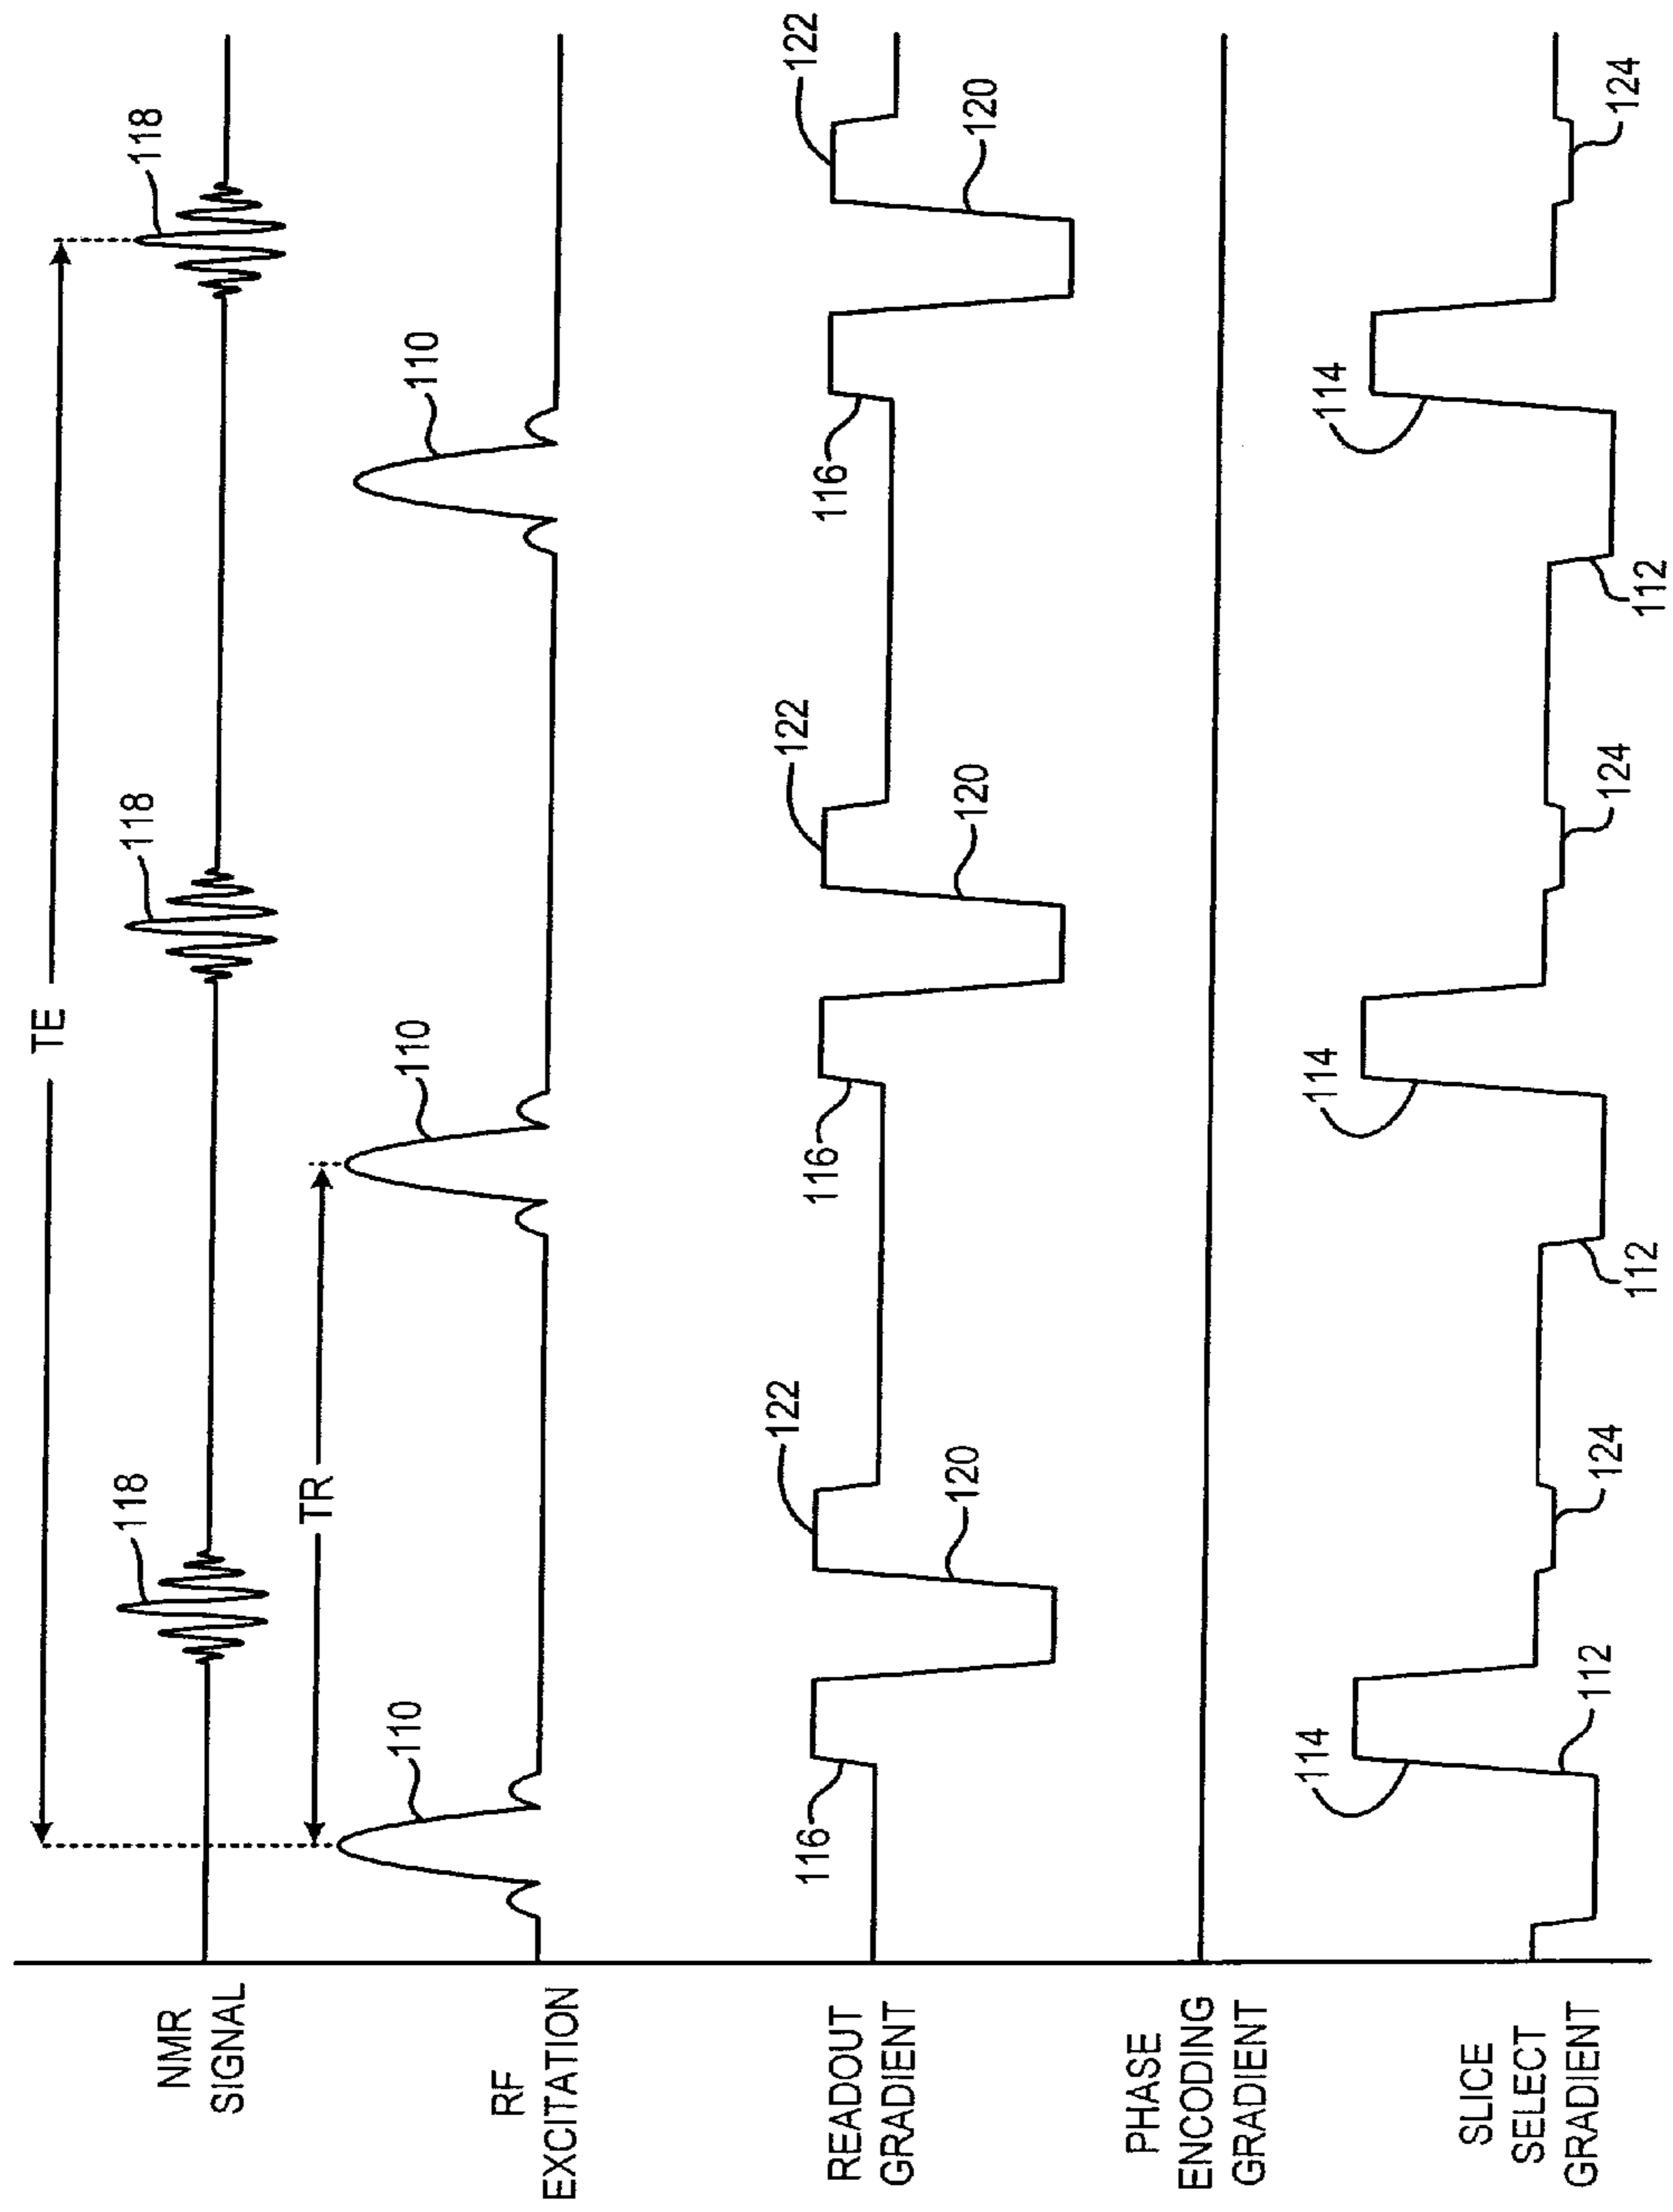 TE
NMR
SIGNAL
118
118
118
TR
RF
EXCITATION
110
110
110
READOUT
GRADIENT
116
120
122
116
120
122
116
120
122
PHASE
ENCODING
GRADIENT
SLICE
SELECT
GRADIENT
114
112
124
112
114
124
112
114
124